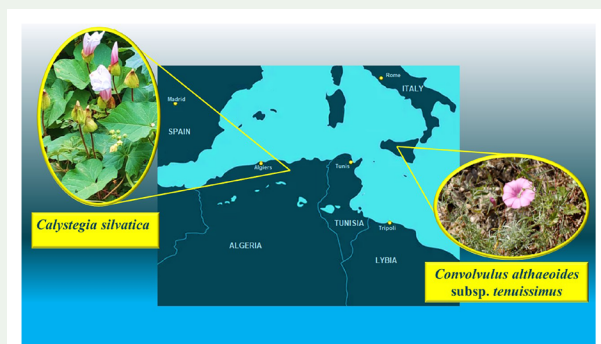 Rome
ITALY
Madrid
SPAIN
Algiers
Tunis
Calystegia silvatica
TUNISIA
Tripoli
ALGERIA
LYBIA
Convolvulus althaeoides
subsp. tenuissimus